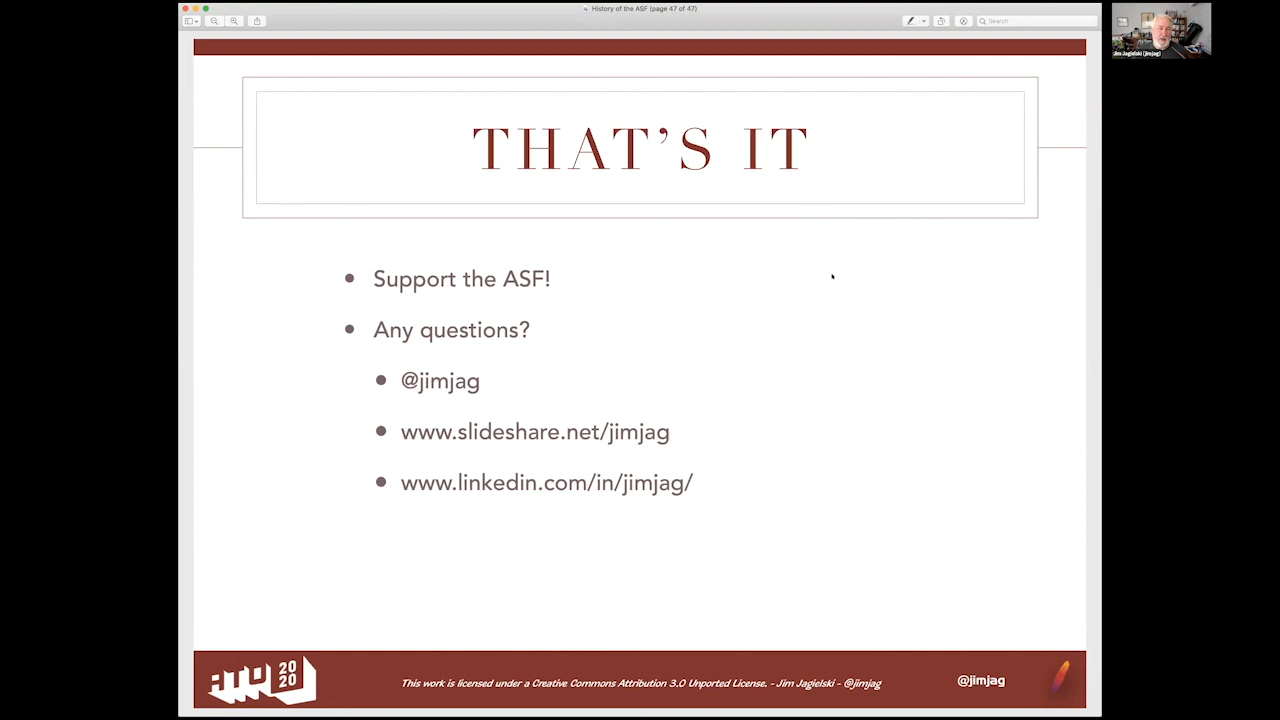 History of the ASF (page 47 of 47)
Search
Jim Jagielski (jimjag)
THAT'S IT
Support the ASF!
Any questions?
@jimjag
www.slideshare.net/jimjag
www.linkedin.com/in/jimjag/
ATO 2020
This work is licensed under a Creative Commons Attribution 3.0 Unported License. - Jim Jagielski - @jimjag
@jimjag